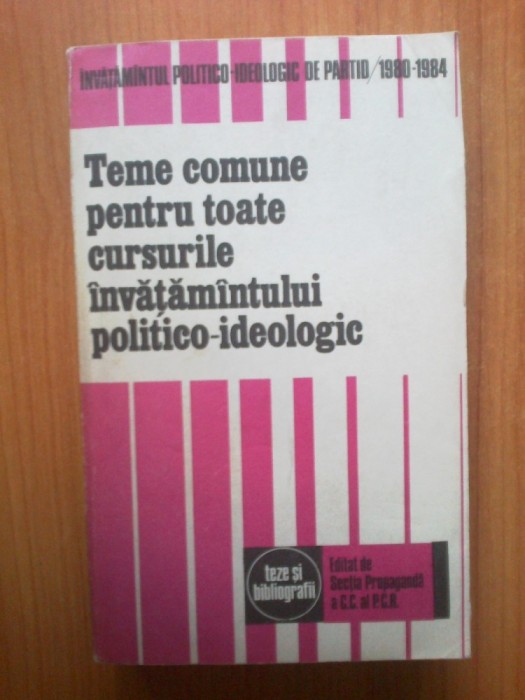 ÎNVĂŢĂMÎNTUL POLITICO-IDEOLOGIC DE PARTID/1980-1984
Teme comune
pentru toate
cursurile
învăţămîntului
politico-ideologic
teze şi
bibliografii
Editat de
Secţia Propagandă
a C.C. al P.C.R.